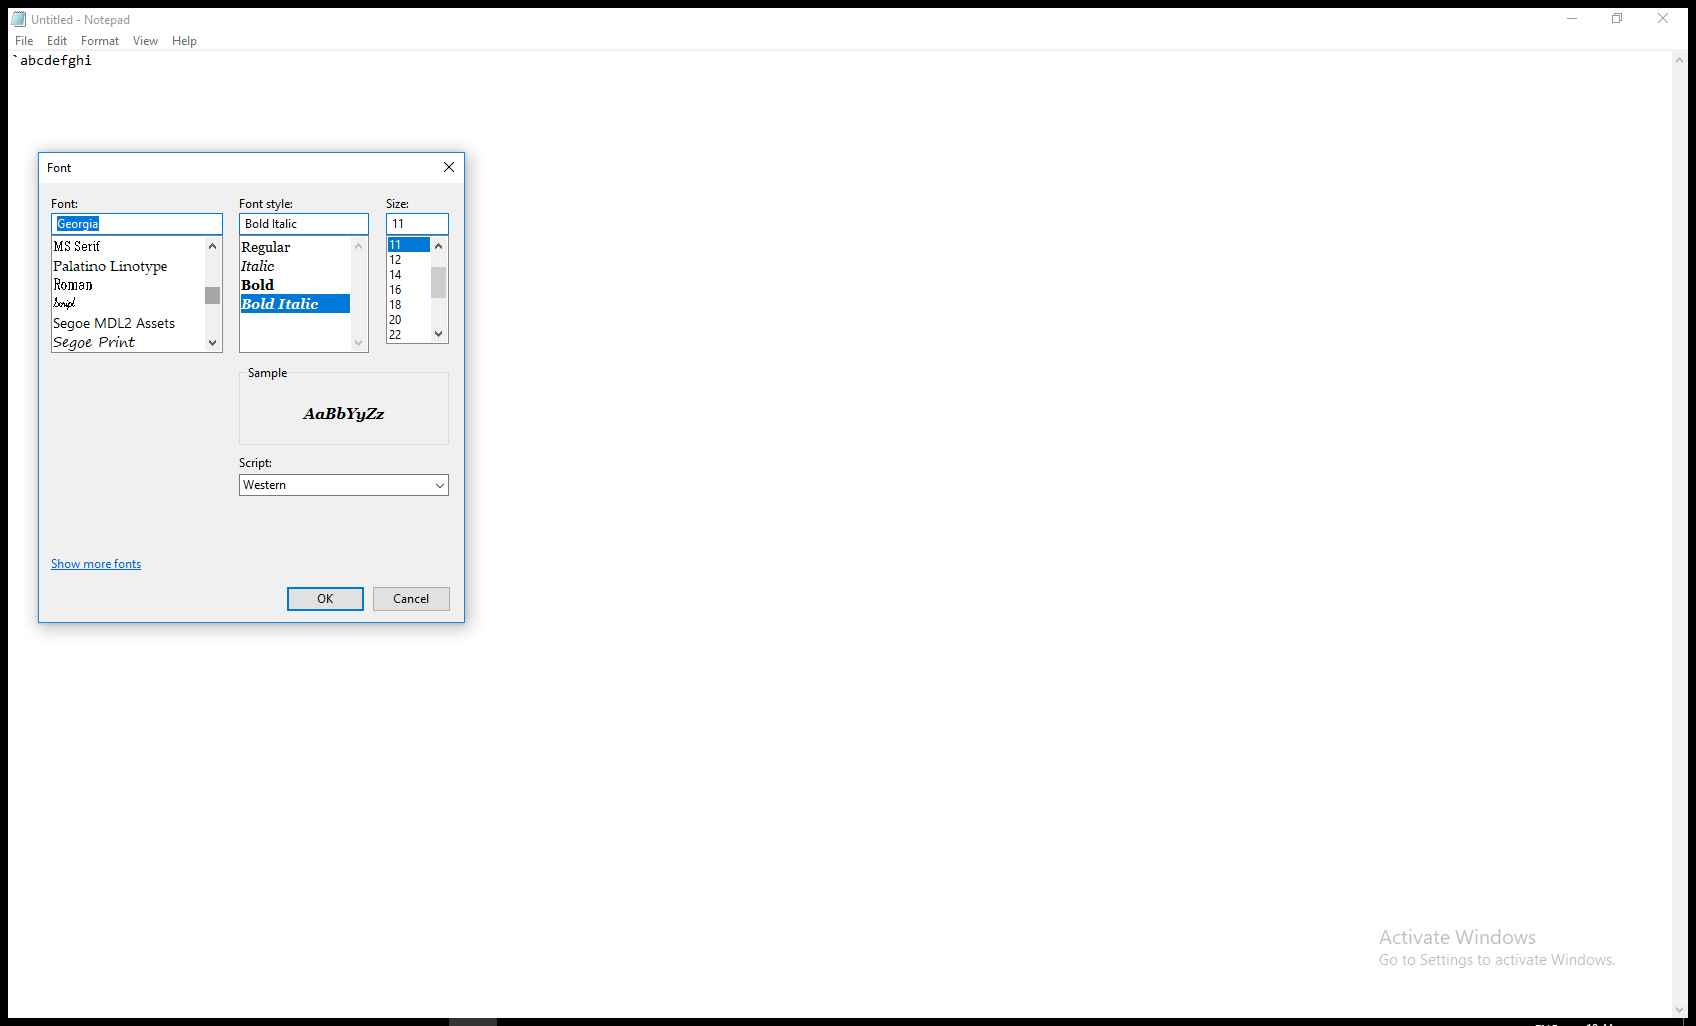 Untitled - Notepad
File Edit Format View Help
`abcdefghi
Font
Font: Font style: Size:
Georgia Bold Italic 11
MS Serif
Palatino Linotype
Roman
Script
Segoe MDL2 Assets
Segoe Print
Regular
Italic
Bold
Bold Italic
11
12
14
16
18
20
22
Sample
AaBbYyZz
Script:
Western
Show more fonts
OK Cancel
Activate Windows
Go to Settings to activate Windows.